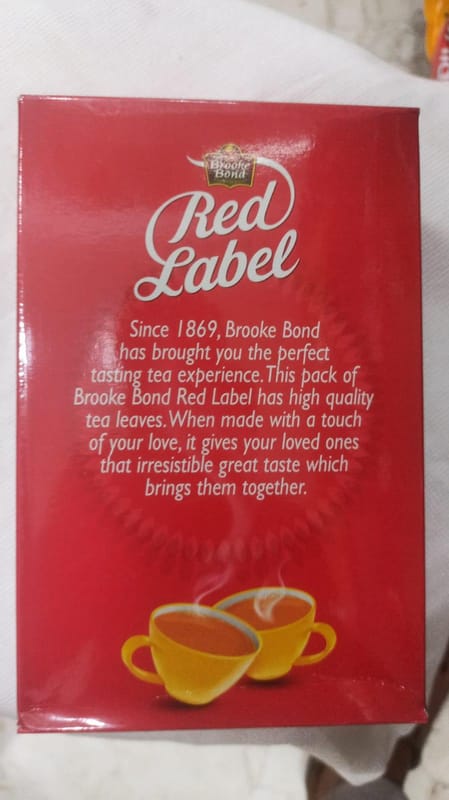 Brooke
Bond
Red
Label
Since 1869, Brooke Bond
has brought you the perfect
tasting tea experience. This pack of
Brooke Bond Red Label has high quality
tea leaves. When made with a touch
of your love, it gives your loved ones
that irresistible great taste which
brings them together.